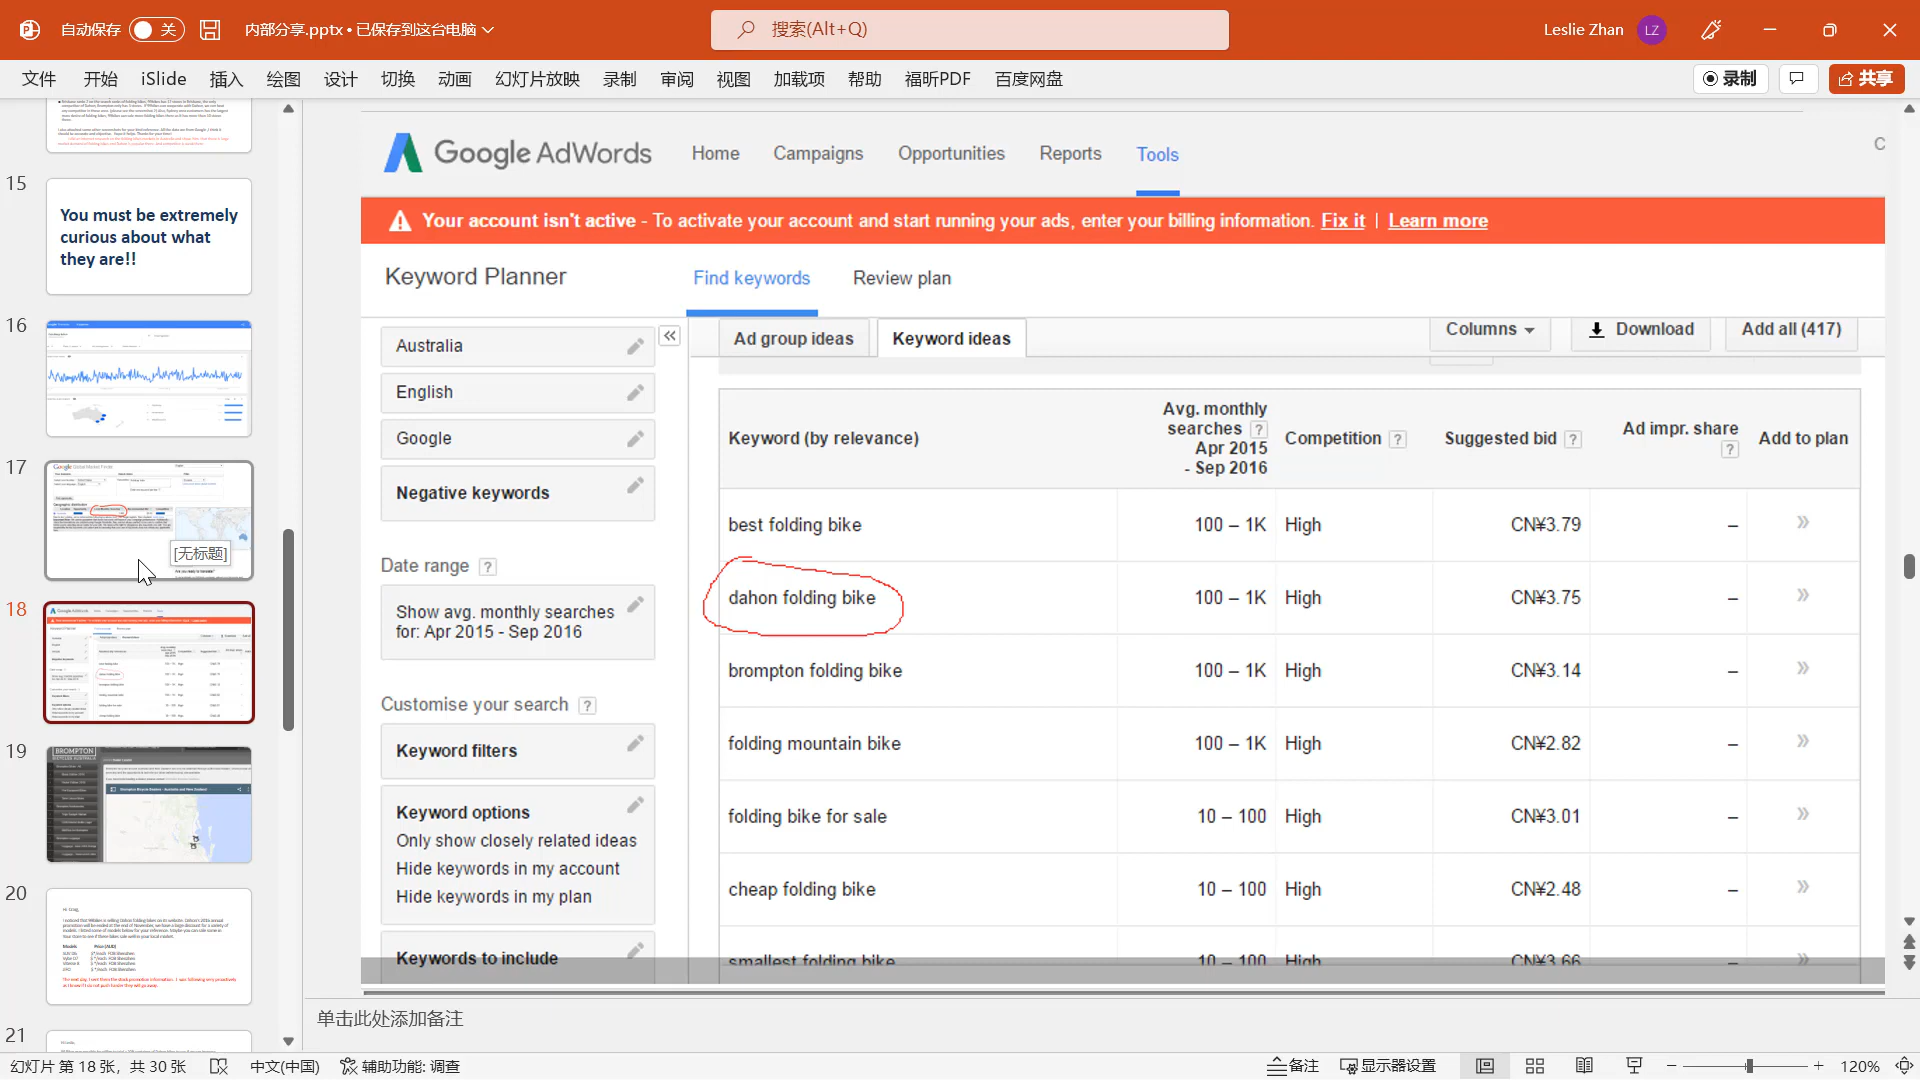 自动保存 关 内部分享.pptx • 已保存到这台电脑 搜索(Alt+Q) Leslie Zhan LZ
文件 开始 iSlide 插入 绘图 设计 切换 动画 幻灯片放映 录制 审阅 视图 加载项 帮助 福昕PDF 百度网盘 录制 共享
15
You must be extremely
curious about what
they are!!
16
17
[无标题]
18
19
BROMPTON
20
21
Google AdWords Home Campaigns Opportunities Reports Tools C
Your account isn't active - To activate your account and start running your ads, enter your billing information. Fix it | Learn more
Keyword Planner Find keywords Review plan
Australia
English
Google
Negative keywords
Date range ?
Show avg. monthly searches
for: Apr 2015 - Sep 2016
Customise your search ?
Keyword filters
Keyword options
Only show closely related ideas
Hide keywords in my account
Hide keywords in my plan
Keywords to include
Ad group ideas Keyword ideas Columns Download Add all (417)
Keyword (by relevance) Avg. monthly searches ? Apr 2015 - Sep 2016 Competition ? Suggested bid ? Ad impr. share ? Add to plan
best folding bike 100 – 1K High CN¥3.79 – »
dahon folding bike 100 – 1K High CN¥3.75 – »
brompton folding bike 100 – 1K High CN¥3.14 – »
folding mountain bike 100 – 1K High CN¥2.82 – »
folding bike for sale 10 – 100 High CN¥3.01 – »
cheap folding bike 10 – 100 High CN¥2.48 – »
smallest folding bike 10 – 100 High CN¥3.66 – »
单击此处添加备注
幻灯片 第 18 张，共 30 张 中文(中国) 辅助功能: 调查 备注 显示器设置 120%